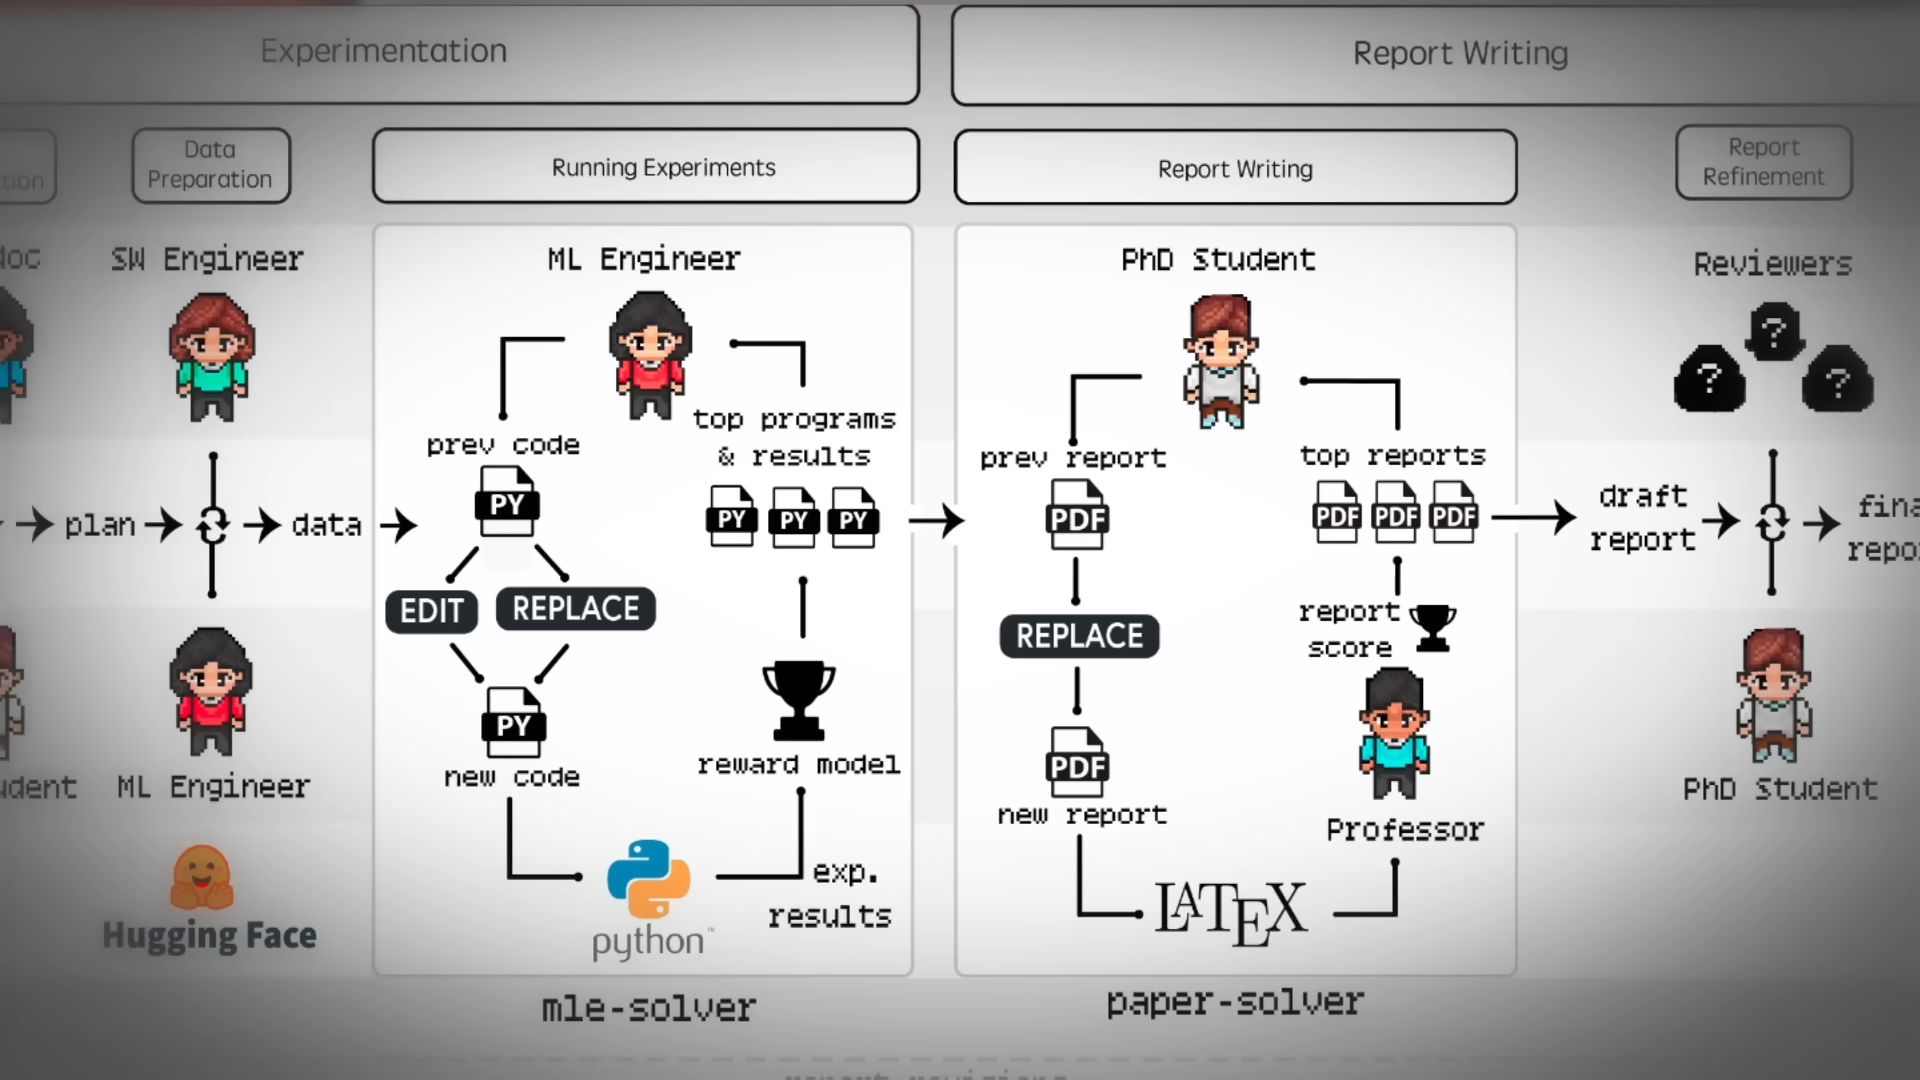 Experimentation
Report Writing
Data
Preparation
Running Experiments
Report Writing
Report
Refinement
SW Engineer
ML Engineer
PhD Student
Reviewers
? ? ?
prev code
top programs
& results
prev report
top reports
PY
PY PY PY
PDF
PDF PDF PDF
plan
data
draft
report
EDIT
REPLACE
REPLACE
report
score
PY
new code
reward model
PDF
new report
Professor
ML Engineer
PhD Student
exp.
results
python
LATEX
Hugging Face
mle-solver
paper-solver